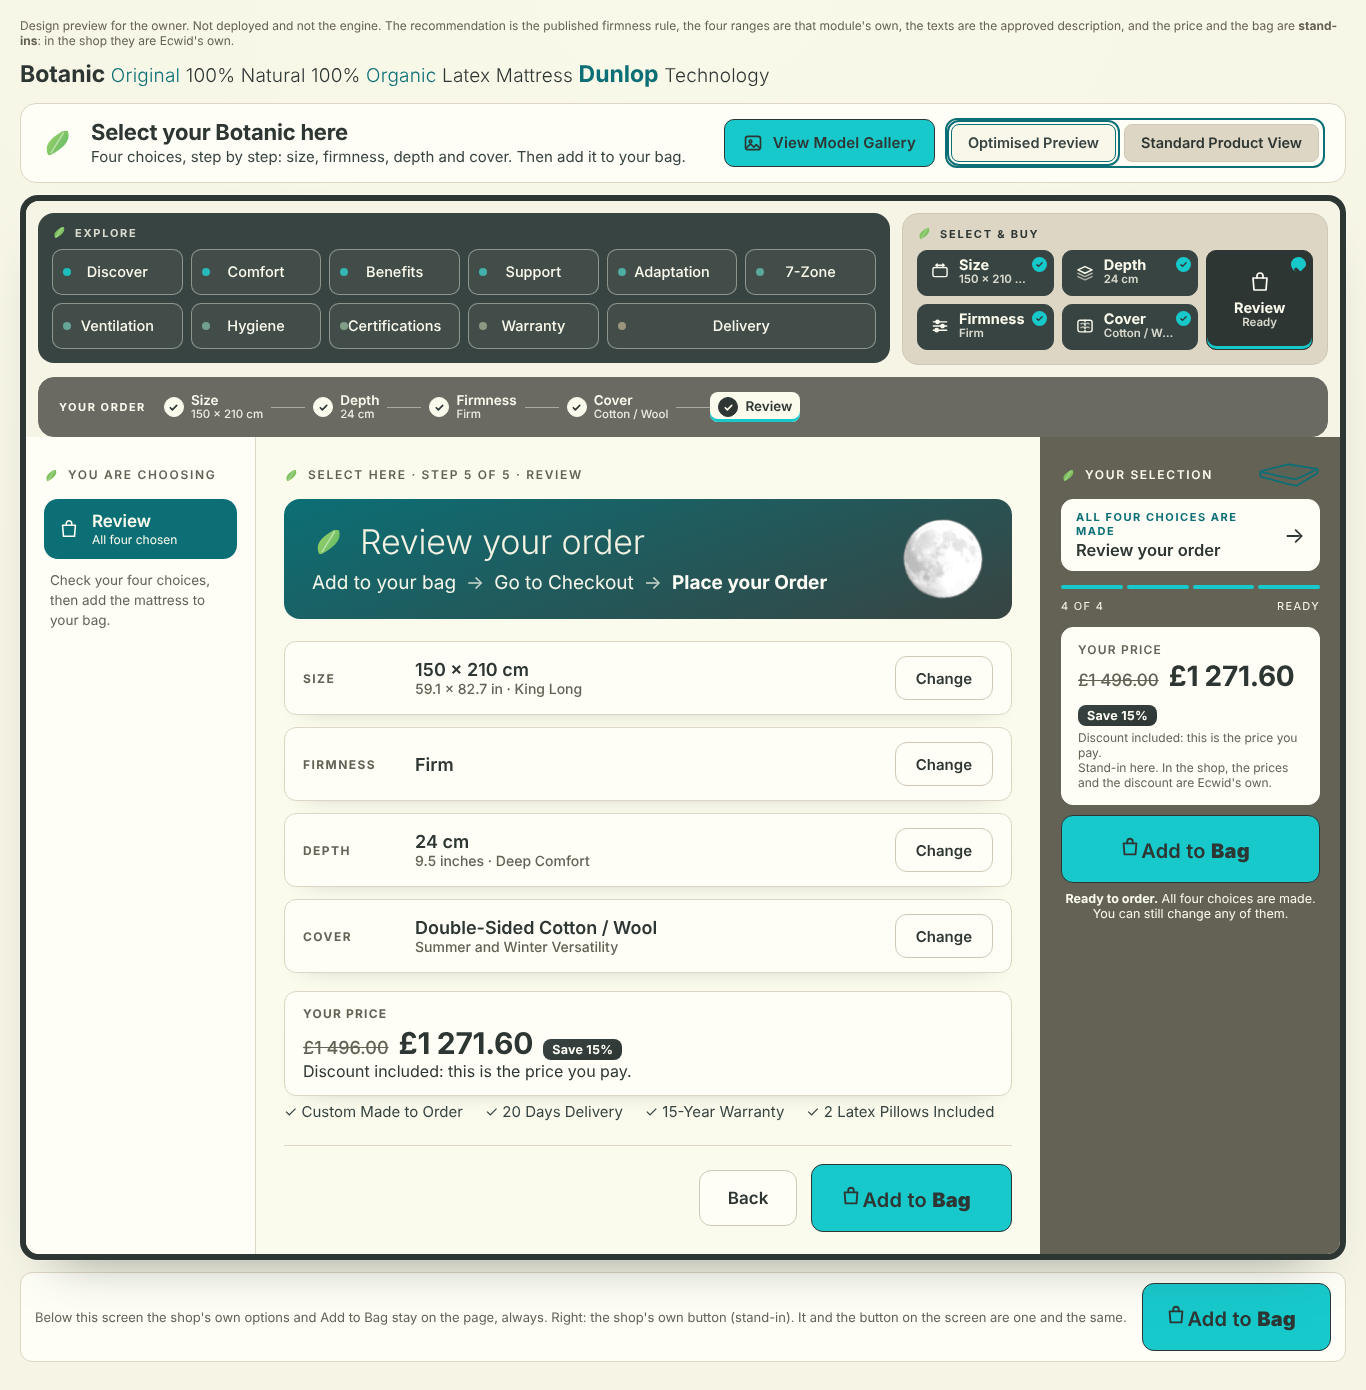 Design preview for the owner. Not deployed and not the engine. The recommendation is the published firmness rule, the four ranges are that module's own, the texts are the approved description, and the price and the bag are stand-
ins: in the shop they are Ecwid's own.
Botanic Original 100% Natural 100% Organic Latex Mattress Dunlop Technology
Select your Botanic here
Four choices, step by step: size, firmness, depth and cover. Then add it to your bag.
View Model Gallery
Optimised Preview
Standard Product View
EXPLORE
Discover
Comfort
Benefits
Support
Adaptation
7-Zone
Ventilation
Hygiene
Certifications
Warranty
Delivery
SELECT & BUY
Size
150 × 210 ...
Depth
24 cm
Firmness
Firm
Cover
Cotton / W...
Review
Ready
YOUR ORDER
Size
150 × 210 cm
Depth
24 cm
Firmness
Firm
Cover
Cotton / Wool
Review
YOU ARE CHOOSING
Review
All four chosen
Check your four choices,
then add the mattress to
your bag.
SELECT HERE · STEP 5 OF 5 · REVIEW
Review your order
Add to your bag → Go to Checkout → Place your Order
SIZE
150 × 210 cm
59.1 × 82.7 in · King Long
Change
FIRMNESS
Firm
Change
DEPTH
24 cm
9.5 inches · Deep Comfort
Change
COVER
Double-Sided Cotton / Wool
Summer and Winter Versatility
Change
YOUR PRICE
£1 496.00 £1 271.60 Save 15%
Discount included: this is the price you pay.
✓ Custom Made to Order ✓ 20 Days Delivery ✓ 15-Year Warranty ✓ 2 Latex Pillows Included
Back
Add to Bag
YOUR SELECTION
ALL FOUR CHOICES ARE
MADE
Review your order
4 OF 4
READY
YOUR PRICE
£1 496.00 £1 271.60
Save 15%
Discount included: this is the price you
pay.
Stand-in here. In the shop, the prices
and the discount are Ecwid's own.
Add to Bag
Ready to order. All four choices are made.
You can still change any of them.
Below this screen the shop's own options and Add to Bag stay on the page, always. Right: the shop's own button (stand-in). It and the button on the screen are one and the same.
Add to Bag